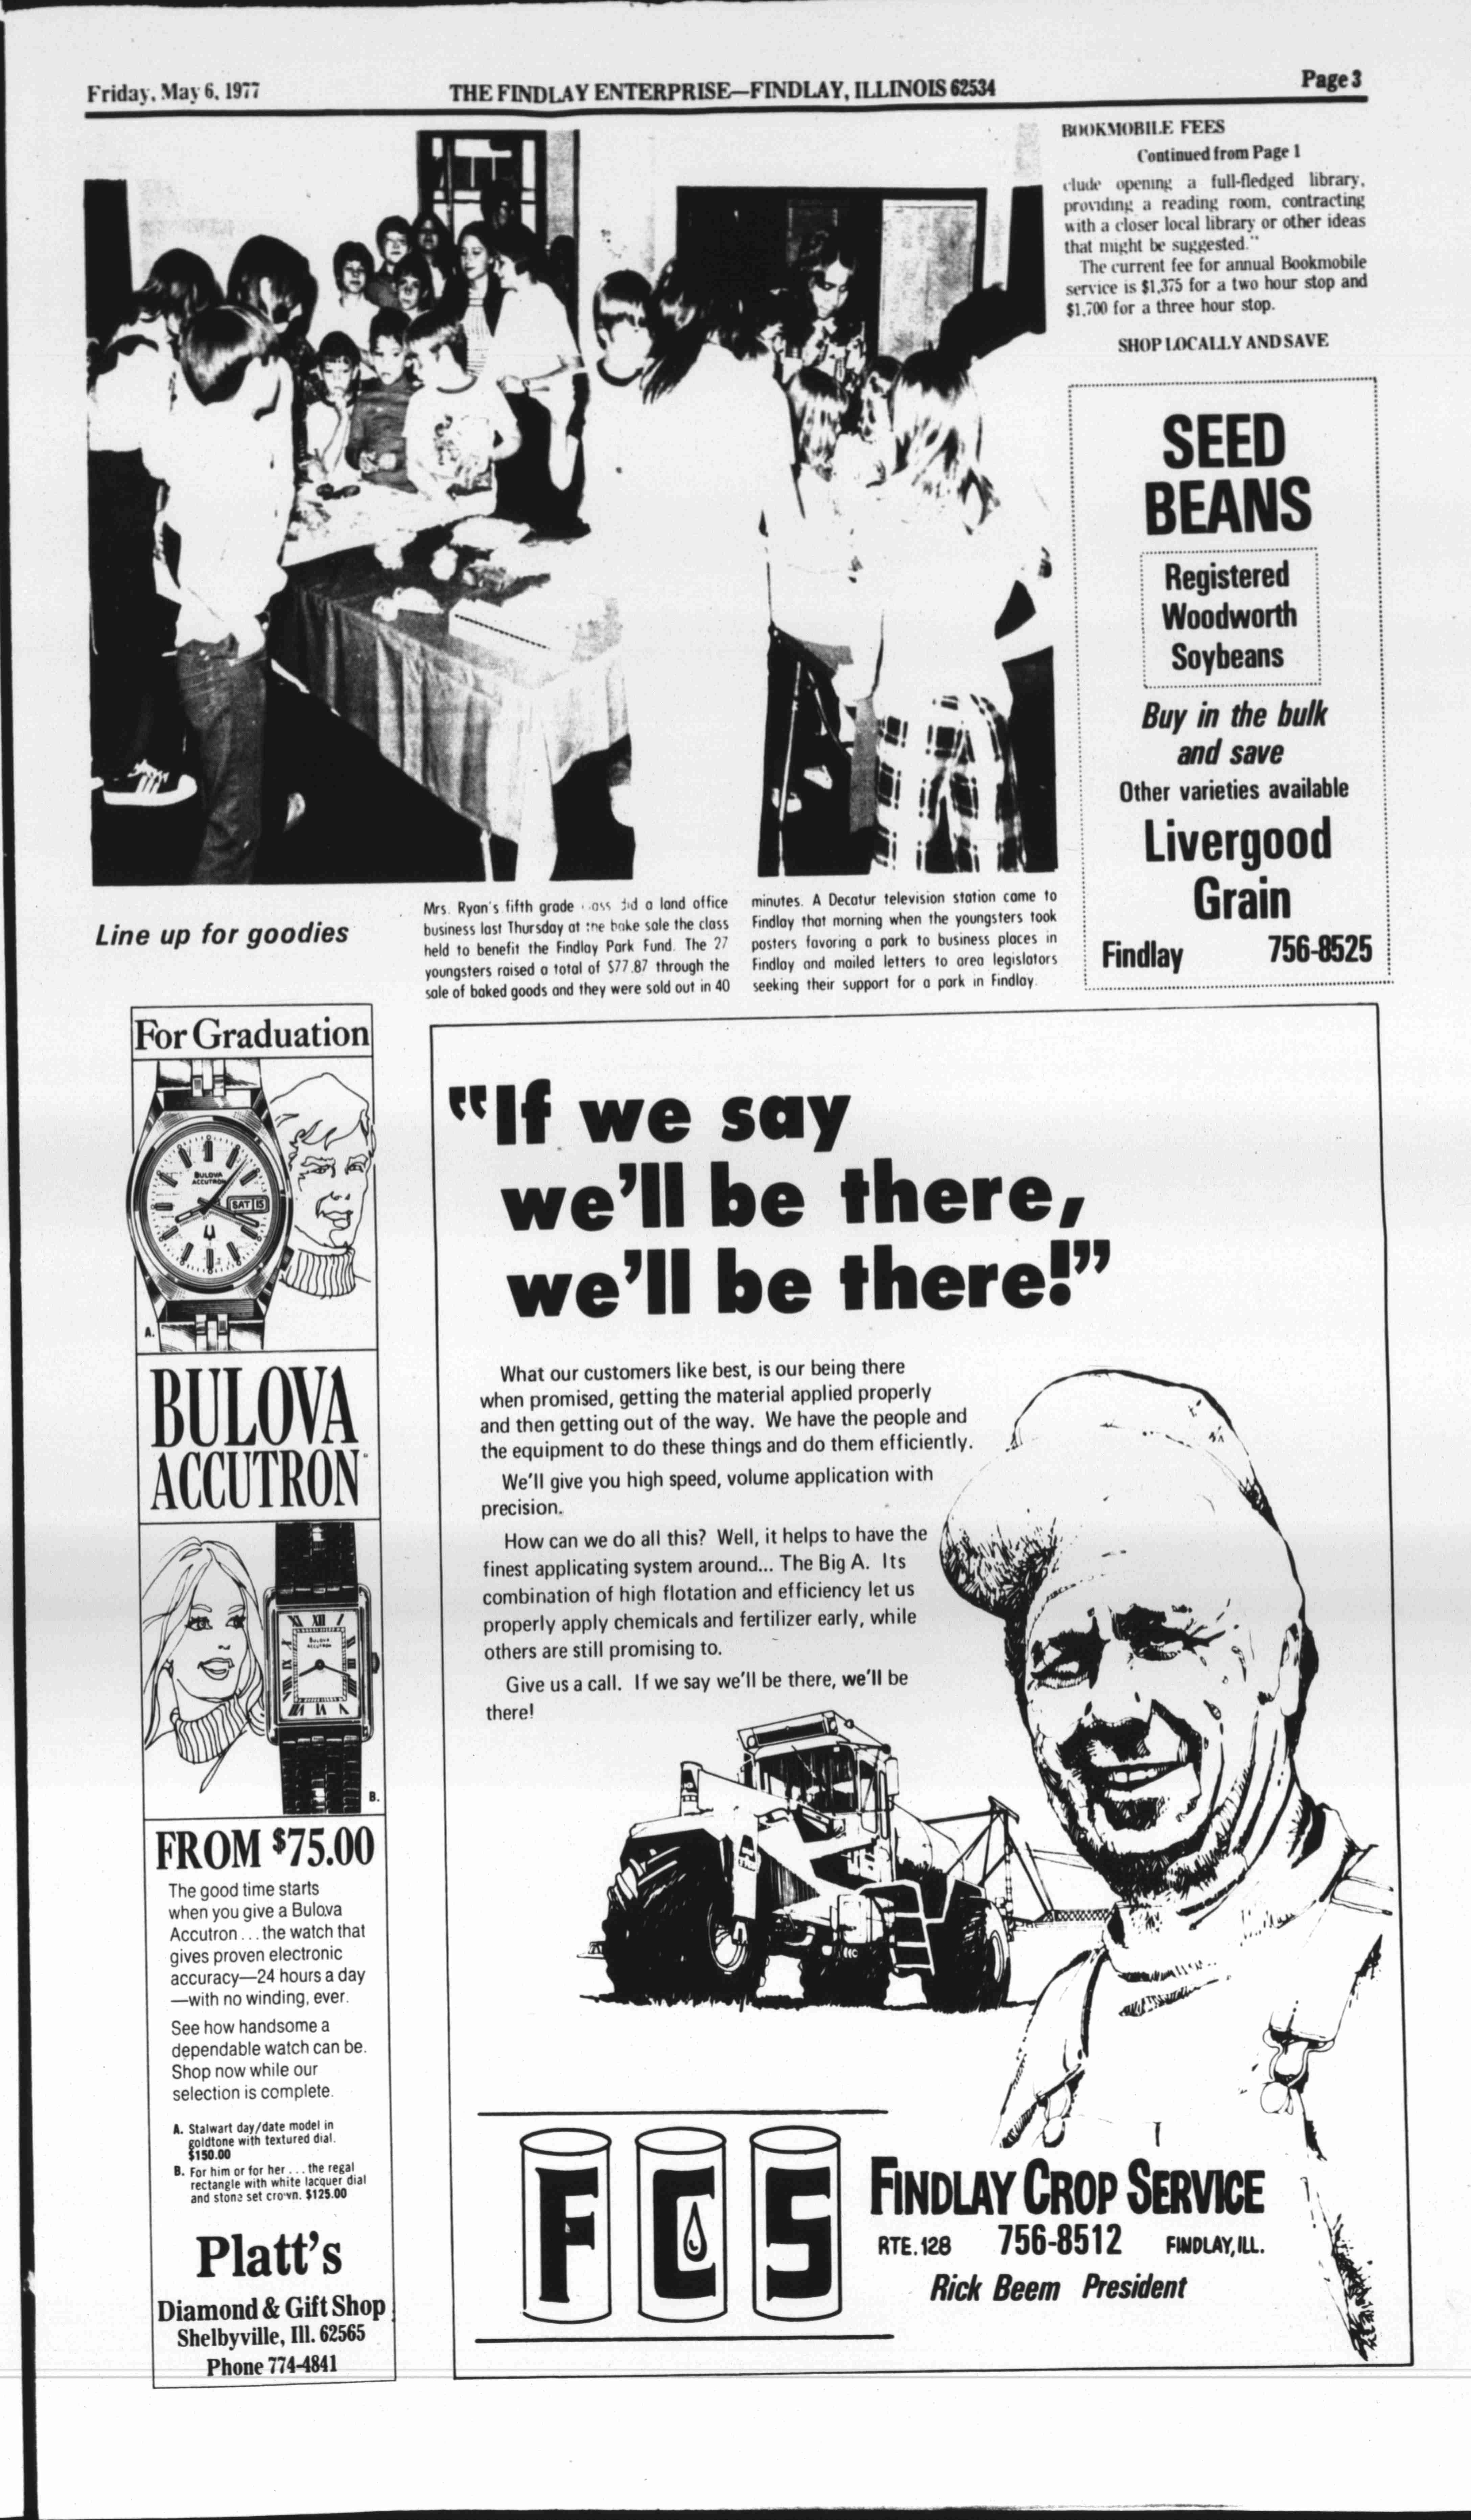 Friday, May 6, 1977
THE FINDLAY ENTERPRISE—FINDLAY, ILLINOIS 62534
Page 3
BOOKMOBILE FEES
Continued from Page 1
clude opening a full-fledged library,
providing a reading room, contracting
with a closer local library or other ideas
that might be suggested."
The current fee for annual Bookmobile
service is $1,375 for a two hour stop and
$1,700 for a three hour stop.
SHOP LOCALLY AND SAVE
SEED
BEANS
Registered
Woodworth
Soybeans
Buy in the bulk
and save
Other varieties available
Livergood
Grain
Findlay 756-8525
Line up for goodies
Mrs. Ryan's fifth grade class did a land office
business last Thursday at the bake sale the class
held to benefit the Findlay Park Fund. The 27
youngsters raised a total of $77.87 through the
sale of baked goods and they were sold out in 40
minutes. A Decatur television station came to
Findlay that morning when the youngsters took
posters favoring a park to business places in
Findlay and mailed letters to area legislators
seeking their support for a park in Findlay.
For Graduation
BULOVA
ACCUTRON
SAT 15
A.
BULOVA
ACCUTRON
BULOVA
ACCUTRON
B.
FROM $75.00
The good time starts
when you give a Bulova
Accutron . . . the watch that
gives proven electronic
accuracy—24 hours a day
—with no winding, ever.
See how handsome a
dependable watch can be.
Shop now while our
selection is complete.
A. Stalwart day/date model in
goldtone with textured dial.
$150.00
B. For him or for her . . . the regal
rectangle with white lacquer dial
and stone set crown. $125.00
Platt's
Diamond & Gift Shop
Shelbyville, Ill. 62565
Phone 774-4841
"If we say
we'll be there,
we'll be there!"
What our customers like best, is our being there
when promised, getting the material applied properly
and then getting out of the way. We have the people and
the equipment to do these things and do them efficiently.
We'll give you high speed, volume application with
precision.
How can we do all this? Well, it helps to have the
finest applicating system around... The Big A. Its
combination of high flotation and efficiency let us
properly apply chemicals and fertilizer early, while
others are still promising to.
Give us a call. If we say we'll be there, we'll be
there!
FCS
FINDLAY CROP SERVICE
RTE. 128 756-8512 FINDLAY, ILL.
Rick Beem President